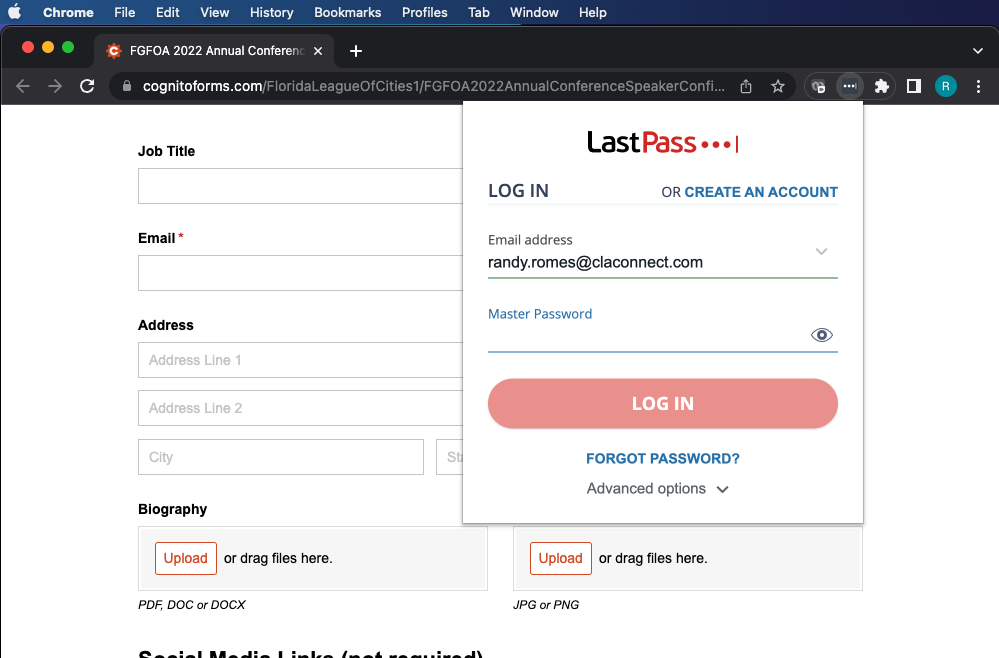 Chrome File Edit View History Bookmarks Profiles Tab Window Help
FGFOA 2022 Annual Conferenc
cognitoforms.com/FloridaLeagueOfCities1/FGFOA2022AnnualConferenceSpeakerConfi...
R
Job Title
Email *
Address
Address Line 1
Address Line 2
City
Sta
Biography
Upload or drag files here.
PDF, DOC or DOCX
Upload or drag files here.
JPG or PNG
Social Media Links (not required)
LastPass
LOG IN
OR CREATE AN ACCOUNT
Email address
randy.romes@claconnect.com
Master Password
LOG IN
FORGOT PASSWORD?
Advanced options